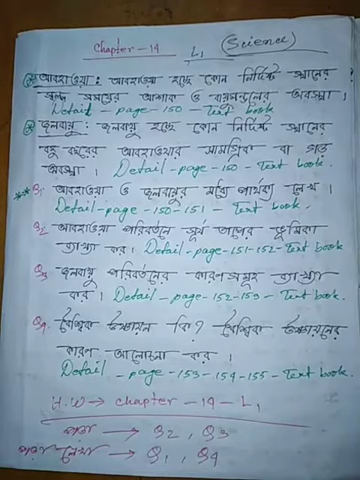 Chapter-14 L1 (Science)
আবহাওয়া: আবহাওয়া হচ্ছে কোন নির্দিষ্ট স্থানের
স্বল্প সময়ের আকাশ ও বায়ুমন্ডলের অবস্থা।
Detail-page-150-Text book
জলবায়ু: জলবায়ু হচ্ছে কোন নির্দিষ্ট স্থানের
বহু বছরের আবহাওয়ার সামগ্রিক বা গড়
অবস্থা। Detail-page-150-Text book.
Q1 আবহাওয়া ও জলবায়ুর মধ্যে পার্থক্য লেখ।
Detail-page-150-151-Text book.
Q2 আবহাওয়া পরিবর্তনে সূর্য তাপের ভূমিকা
ব্যাখ্যা কর। Detail-page-151-152-Text book
Q3 জলবায়ু পরিবর্তনের কারণসমূহ ব্যাখ্যা
কর। Detail-page-152-153-Text book.
Q4 বৈশ্বিক উষ্ণায়ন কি? বৈশ্বিক উষ্ণায়নের
কারণ আলোচনা কর।
Detail-page-153-154-155-Text book.
H.W→ chapter-14-L1
পড়া → Q2, Q3
পড়া লেখা → Q1, Q4